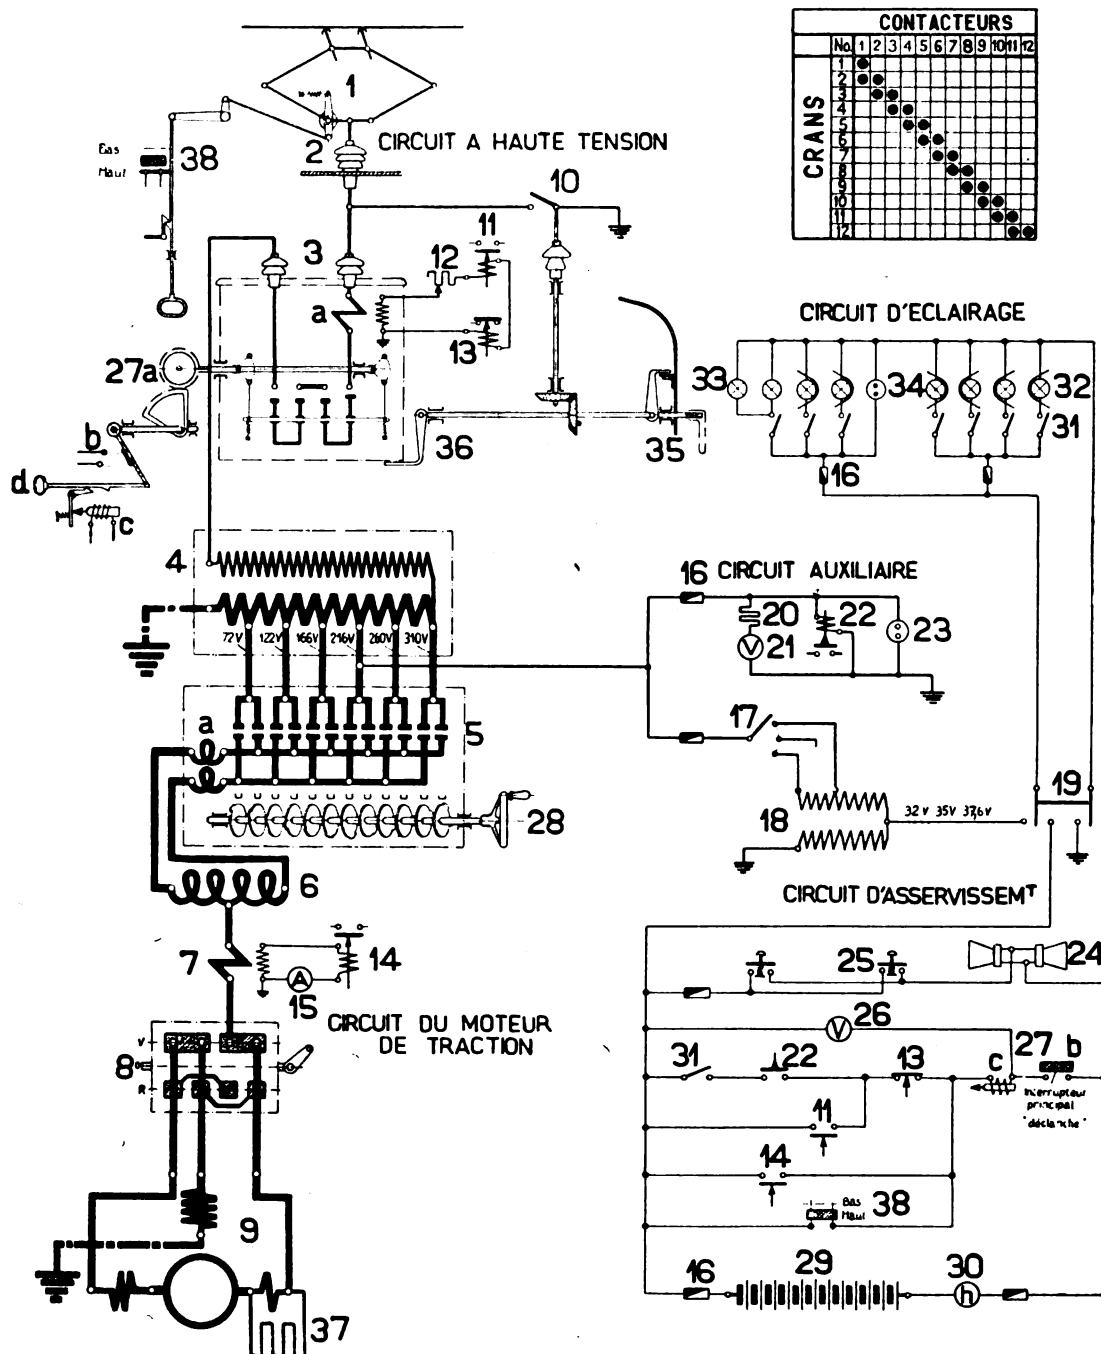 CONTACTEURS
No. 1 2 3 4 5 6 7 8 9 10 11 12
CRANS
1
2
3
4
5
6
7
8
9
10
11
12
1
2
CIRCUIT A HAUTE TENSION
Bas
Haut
38
10
3
11
12
a
13
27a
b
d
c
36
35
CIRCUIT D'ECLAIRAGE
33
34
32
31
16
4
72V 122V 166V 216V 260V 310V
16 CIRCUIT AUXILIAIRE
20
21
22
23
a
5
28
17
18
32V 35V 37,6V
19
6
7
14
A
15
CIRCUIT DU MOTEUR
DE TRACTION
V
8
R
9
37
CIRCUIT D'ASSERVISSEMT
25
24
V
26
31
22
13
c
27 b
Interrupteur
principal
"déclanche"
11
14
Bas
Haut
38
16
29
h
30